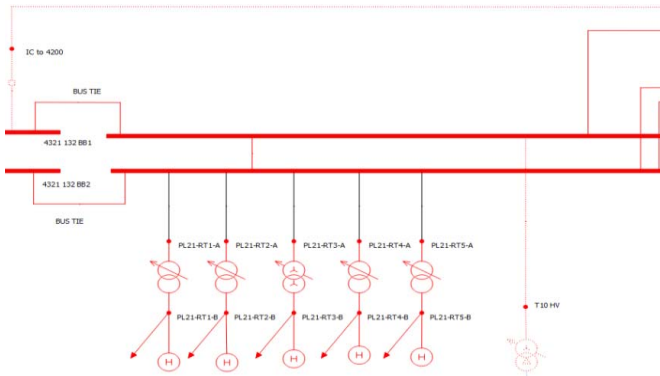 IC to 4200
BUS TIE
4321 132 BB1
4321 132 BB2
BUS TIE
PL21-RT1-A PL21-RT2-A PL21-RT3-A PL21-RT4-A PL21-RT5-A
T10 HV
PL21-RT1-B PL21-RT2-B PL21-RT3-B PL21-RT4-B PL21-RT5-B
H H H H H